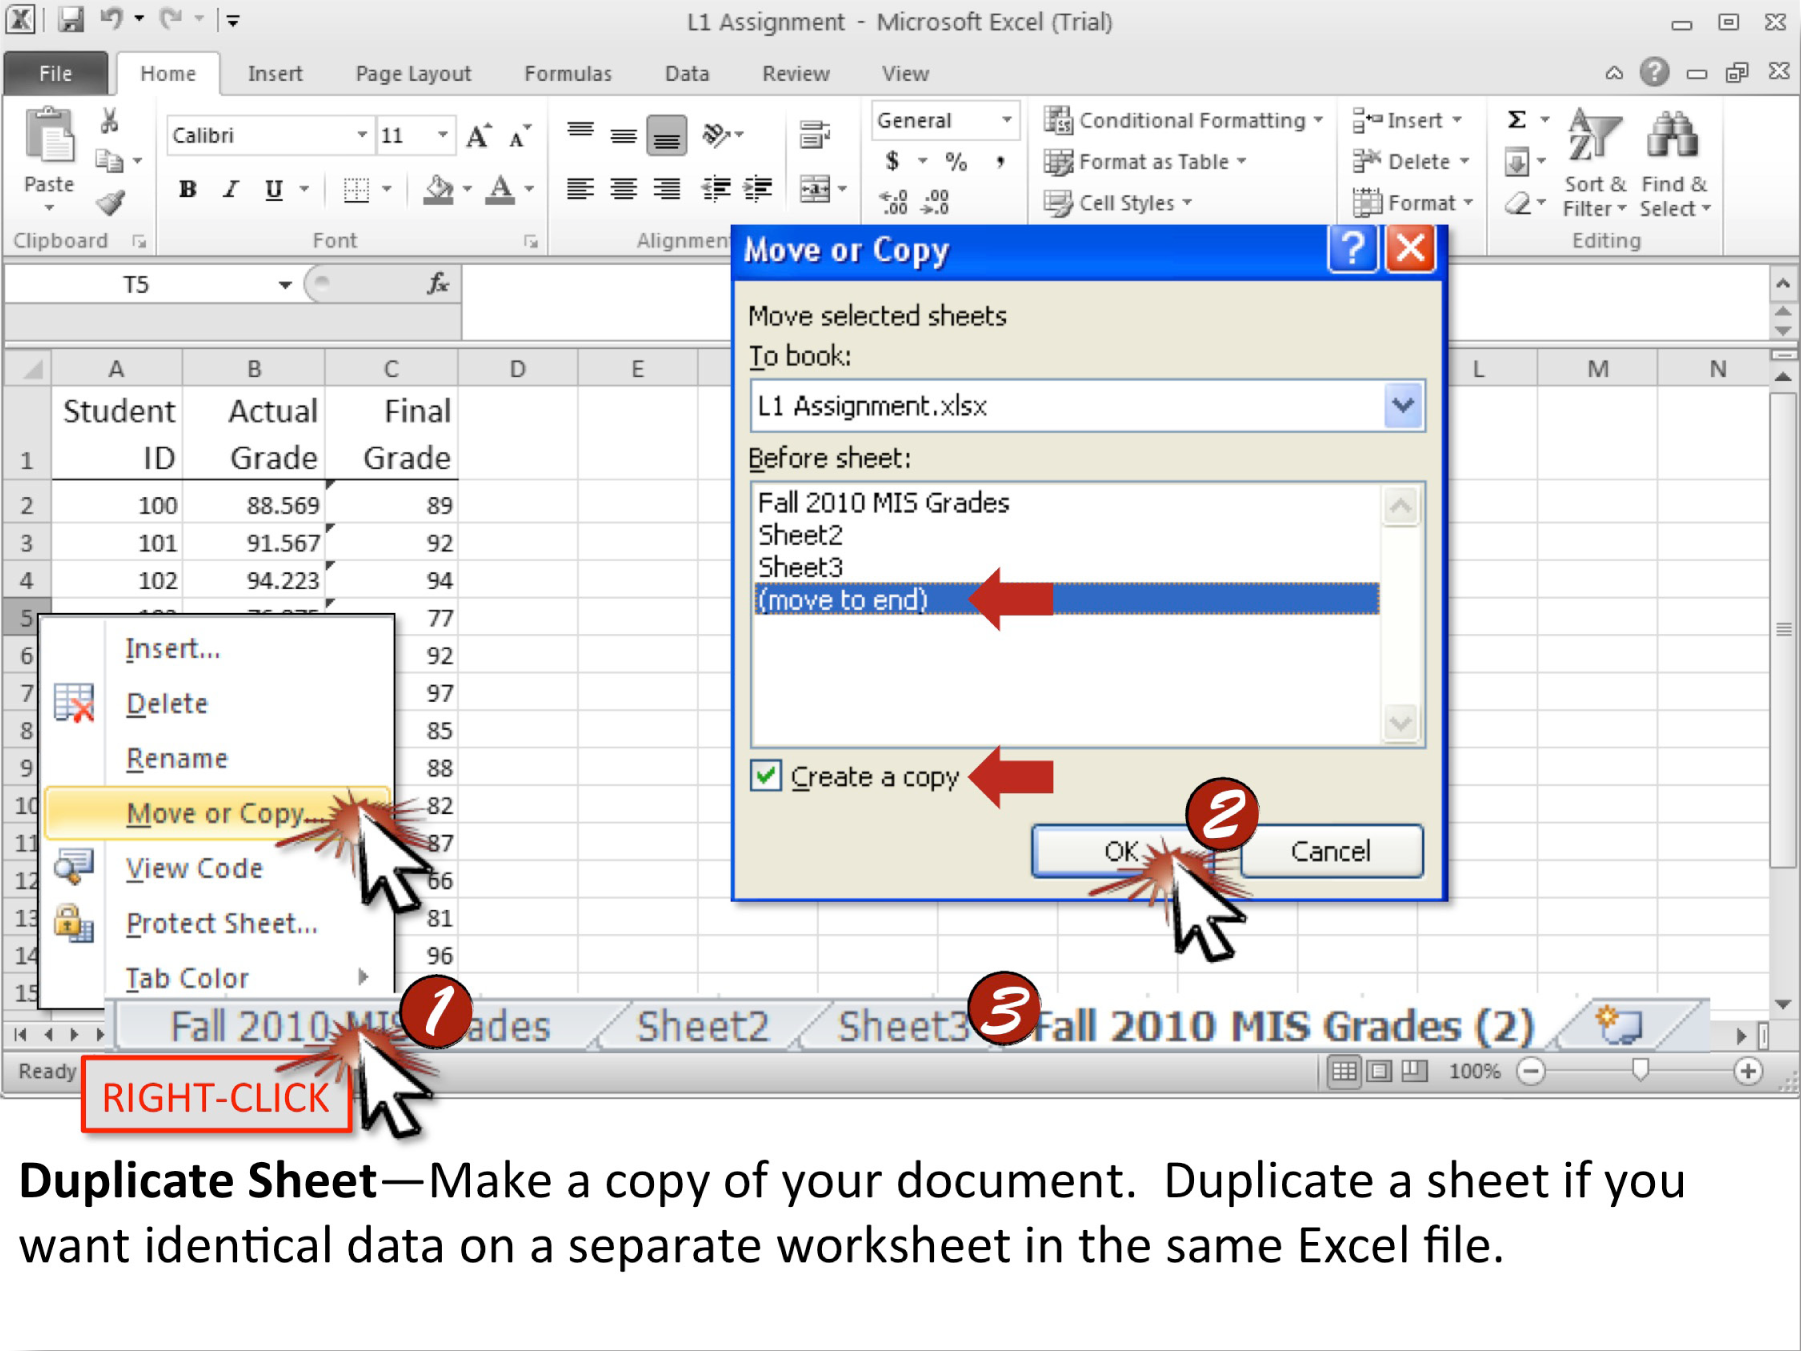 L1 Assignment - Microsoft Excel (Trial)
File Home Insert Page Layout Formulas Data Review View
Calibri 11
General
Conditional Formatting
Insert
Σ
$ % ,
Format as Table
Delete
Paste
B I U A
.00 .00
Cell Styles
Format
Sort & Filter
Find & Select
Clipboard Font Editing
T5 fx
A B C D E L M N
1 Student ID Actual Grade Final Grade
2 100 88.569 89
3 101 91.567 92
4 102 94.223 94
5 77
6 92
7 97
8 85
9 88
10 82
11 87
12 66
13 81
14 96
15
Insert...
Delete
Rename
Move or Copy...
View Code
Protect Sheet...
Tab Color
Move or Copy
Move selected sheets
To book:
L1 Assignment.xlsx
Before sheet:
Fall 2010 MIS Grades
Sheet2
Sheet3
(move to end)
Create a copy
2
OK Cancel
1 3
Fall 2010 MIS Grades Sheet2 Sheet3 Fall 2010 MIS Grades (2)
Ready 100%
RIGHT-CLICK
Duplicate Sheet—Make a copy of your document. Duplicate a sheet if you
want identical data on a separate worksheet in the same Excel file.